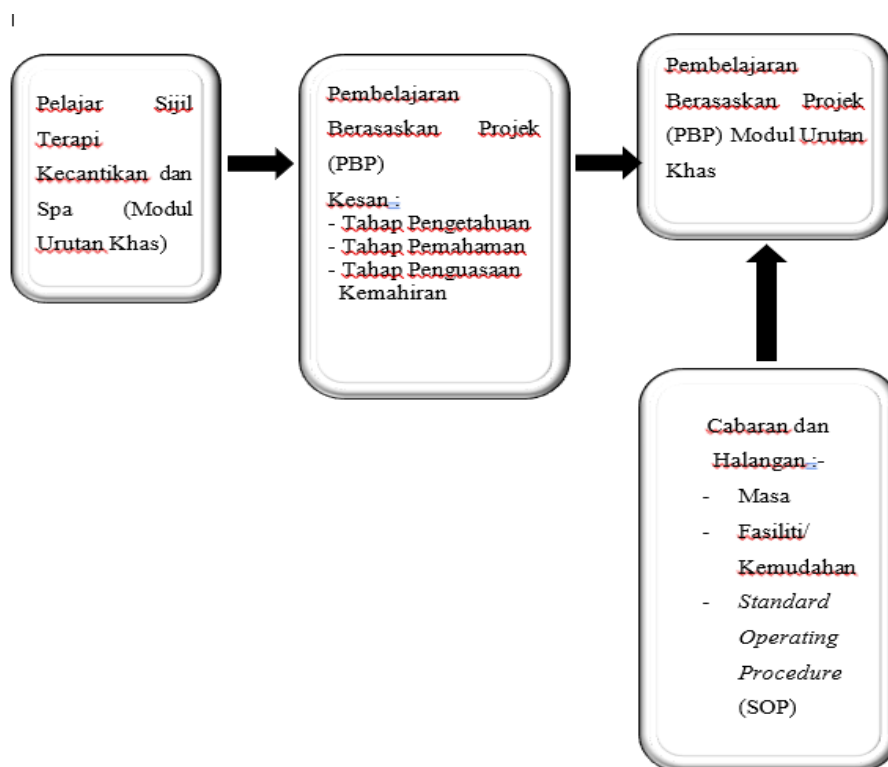 Pelajar Sijil
Terapi
Kecantikan dan
Spa (Modul
Urutan Khas)
Pembelajaran
Berasaskan Projek
(PBP)
Kesan :
- Tahap Pengetahuan
- Tahap Pemahaman
- Tahap Penguasaan
Kemahiran
Pembelajaran
Berasaskan Projek
(PBP) Modul Urutan
Khas
Cabaran dan
Halangan :-
- Masa
- Fasiliti/
Kemudahan
- Standard
Operating
Procedure
(SOP)